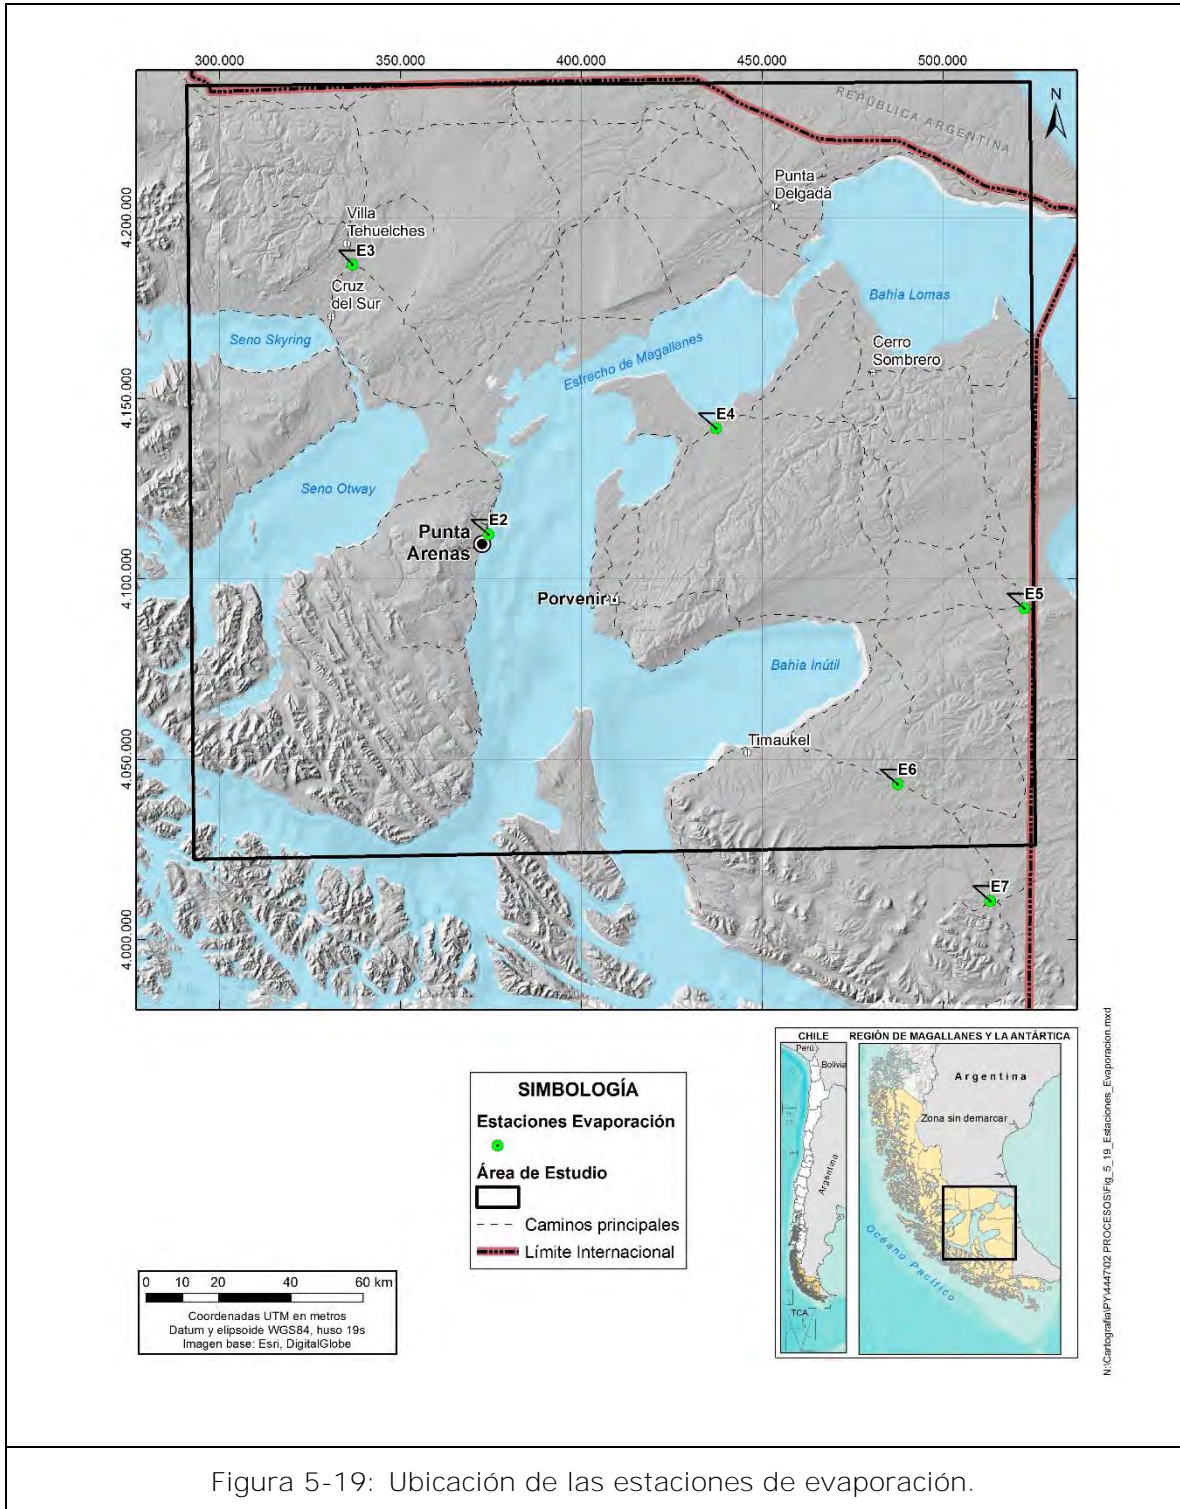 300.000 350.000 400.000 450.000 500.000
N
REPÚBLICA ARGENTINA
Punta
Delgada
4.200.000
Villa
Tehuelches
E3
Cruz
del Sur
Bahia Lomas
Seno Skyring
Estrecho de Magallanes
Cerro
Sombrero
4.150.000
E4
Seno Otway
E2
Punta
Arenas
4.100.000
Porvenir
E5
Bahia Inútil
Timaukel
4.050.000
E6
E7
4.000.000
SIMBOLOGÍA
Estaciones Evaporación
Área de Estudio
Caminos principales
Límite Internacional
0 10 20 40 60 km
Coordenadas UTM en metros
Datum y elipsoide WGS84, huso 19s
Imagen base: Esri, DigitalGlobe
CHILE
Perú
Bolivia
Argentina
TCA
REGIÓN DE MAGALLANES Y LA ANTÁRTICA
Argentina
Zona sin demarcar
Océano Pacífico
N:\Cartografia\PY\4447\02 PROCESOS\Fig_5_19_Estaciones_Evaporacion.mxd
Figura 5-19: Ubicación de las estaciones de evaporación.